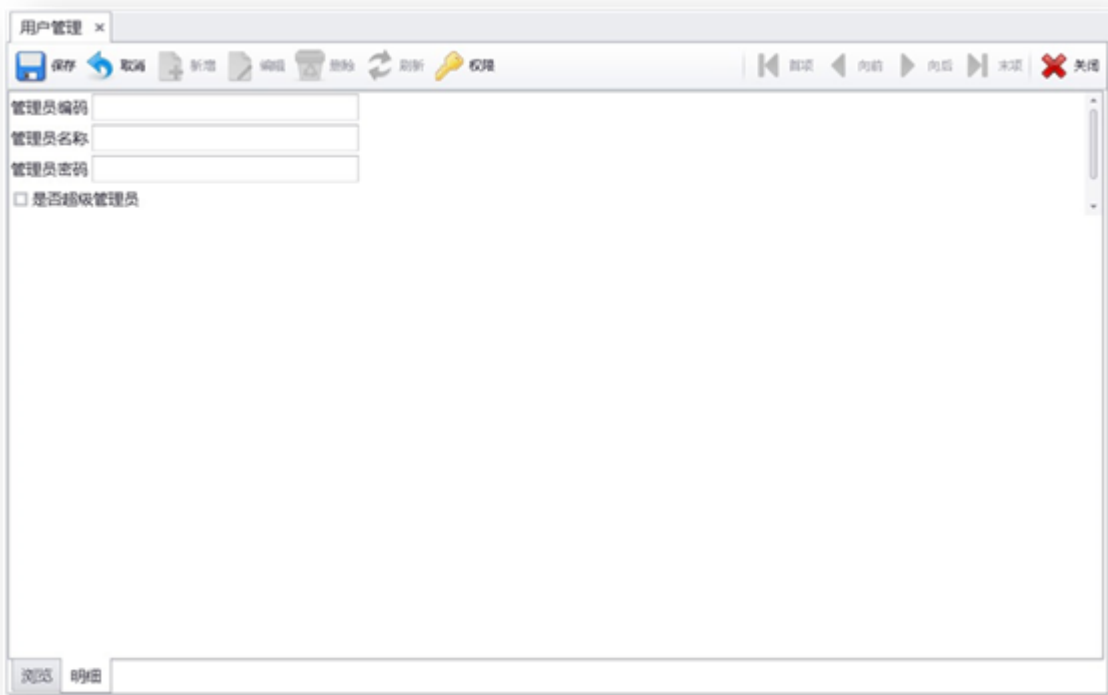 用户管理 ×
保存 取消 新增 编辑 删除 刷新 权限 首项 向前 向后 末项 关闭
管理员编码
管理员名称
管理员密码
是否超级管理员
浏览 明细